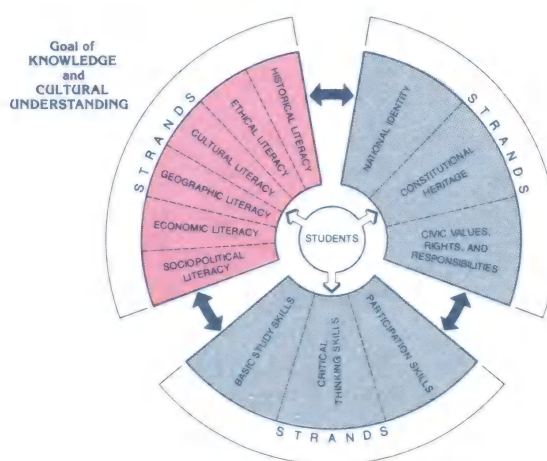 Goal of
KNOWLEDGE
and
CULTURAL
UNDERSTANDING
STRANDS
HISTORICAL LITERACY
ETHICAL LITERACY
CULTURAL LITERACY
GEOGRAPHIC LITERACY
ECONOMIC LITERACY
SOCIOPOLITICAL
LITERACY
STRANDS
NATIONAL IDENTITY
CONSTITUTIONAL
HERITAGE
CIVIC VALUES,
RIGHTS, AND
RESPONSIBILITIES
STUDENTS
BASIC STUDY SKILLS
CRITICAL
THINKING SKILLS
PARTICIPATION SKILLS
STRANDS